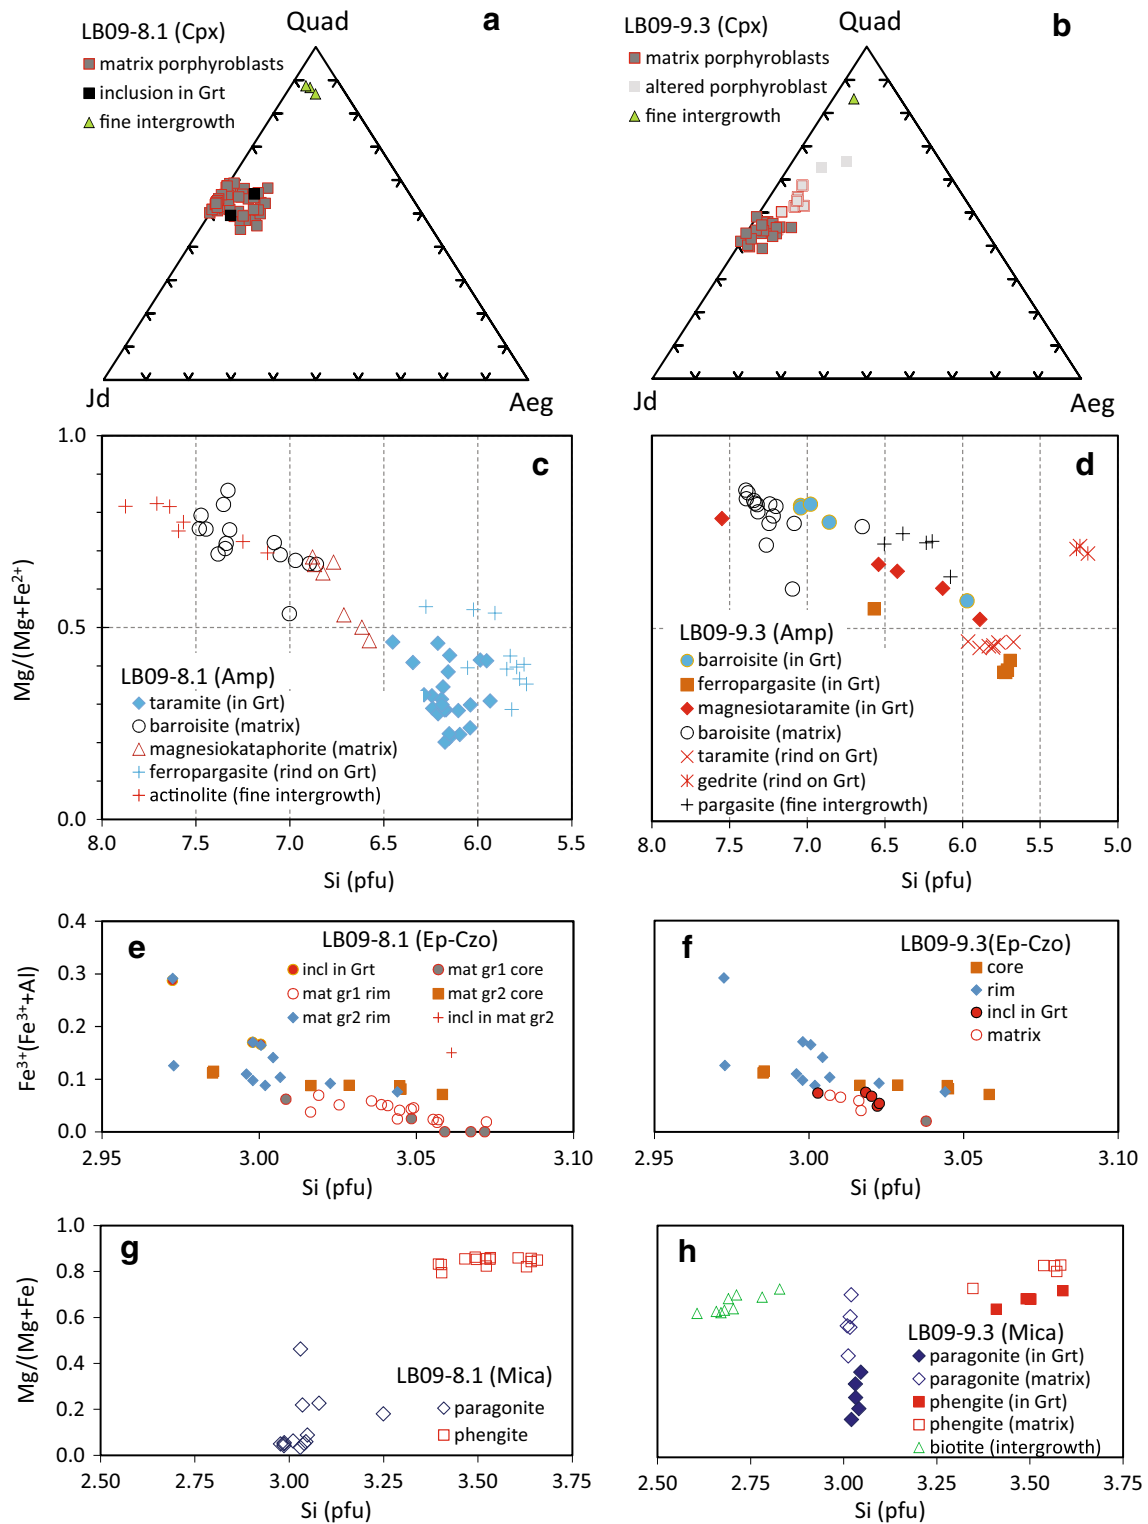 Quad
a
LB09-8.1 (Cpx)
matrix porphyroblasts
inclusion in Grt
fine intergrowth
Jd
Aeg
Quad
b
LB09-9.3 (Cpx)
matrix porphyroblasts
altered porphyroblast
fine intergrowth
Jd
Aeg
1.0
0.5
0.0
Mg/(Mg+Fe²⁺)
c
LB09-8.1 (Amp)
taramite (in Grt)
barroisite (matrix)
magnesiokataphorite (matrix)
ferropargasite (rind on Grt)
actinolite (fine intergrowth)
8.0 7.5 7.0 6.5 6.0 5.5
Si (pfu)
d
LB09-9.3 (Amp)
barroisite (in Grt)
ferropargasite (in Grt)
magnesiotaramite (in Grt)
baroisite (matrix)
taramite (rind on Grt)
gedrite (rind on Grt)
pargasite (fine intergrowth)
8.0 7.5 7.0 6.5 6.0 5.5 5.0
Si (pfu)
0.4
0.3
0.2
0.1
0.0
Fe³⁺(Fe³⁺+Al)
e
LB09-8.1 (Ep-Czo)
incl in Grt mat gr1 core
mat gr1 rim mat gr2 core
mat gr2 rim incl in mat gr2
2.95 3.00 3.05 3.10
Si (pfu)
f
LB09-9.3(Ep-Czo)
core
rim
incl in Grt
matrix
2.95 3.00 3.05 3.10
Si (pfu)
1.0
0.8
0.6
0.4
0.2
0.0
Mg/(Mg+Fe)
g
LB09-8.1 (Mica)
paragonite
phengite
2.50 2.75 3.00 3.25 3.50 3.75
Si (pfu)
h
LB09-9.3 (Mica)
paragonite (in Grt)
paragonite (matrix)
phengite (in Grt)
phengite (matrix)
biotite (intergrowth)
2.50 2.75 3.00 3.25 3.50 3.75
Si (pfu)